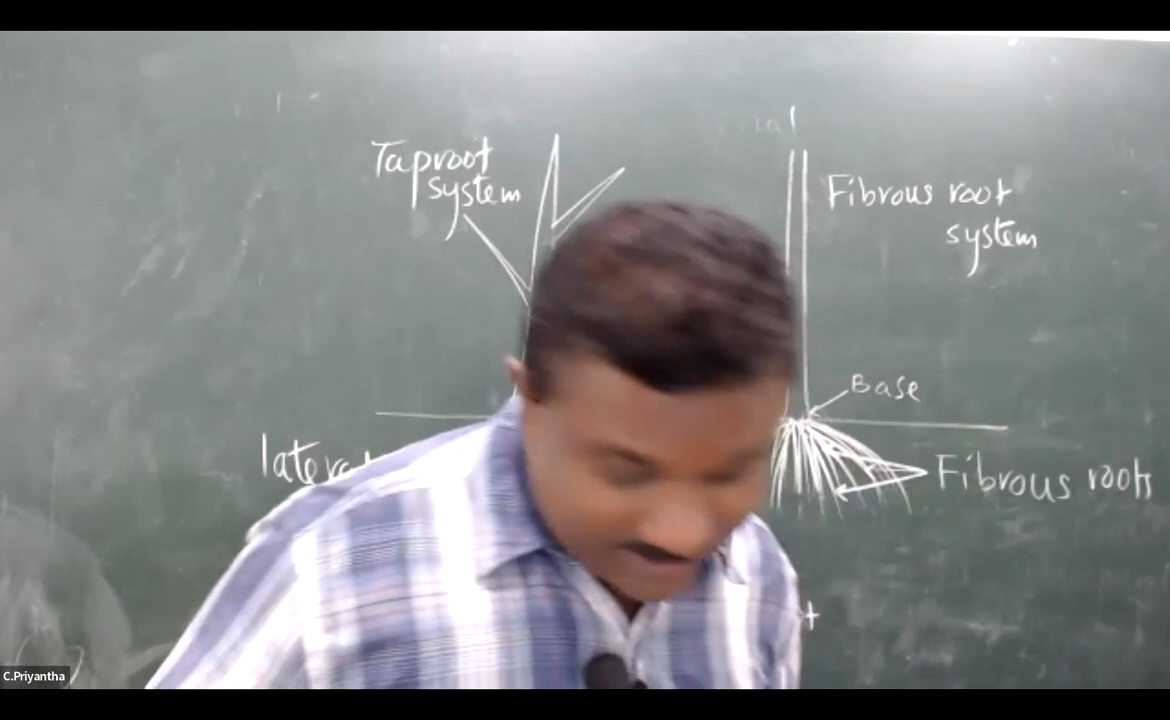 Taproot
system
Fibrous root
system
Base
Fibrous roots
C.Priyantha